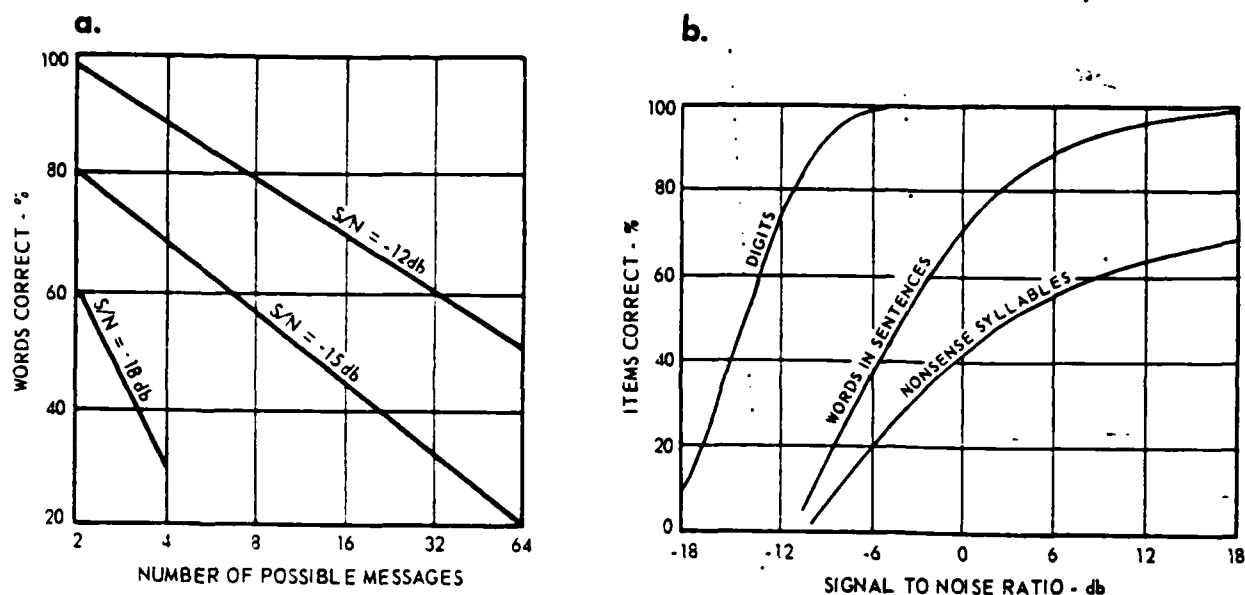 a.
WORDS CORRECT - %
100
80
60
40
20
2 4 8 16 32 64
NUMBER OF POSSIBLE MESSAGES
S/N = -12db
S/N = -15db
S/N = -18db
b.
ITEMS CORRECT - %
100
80
60
40
20
0
-18 -12 -6 0 6 12 18
SIGNAL TO NOISE RATIO - db
DIGITS
WORDS IN SENTENCES
NONSENSE SYLLABLES